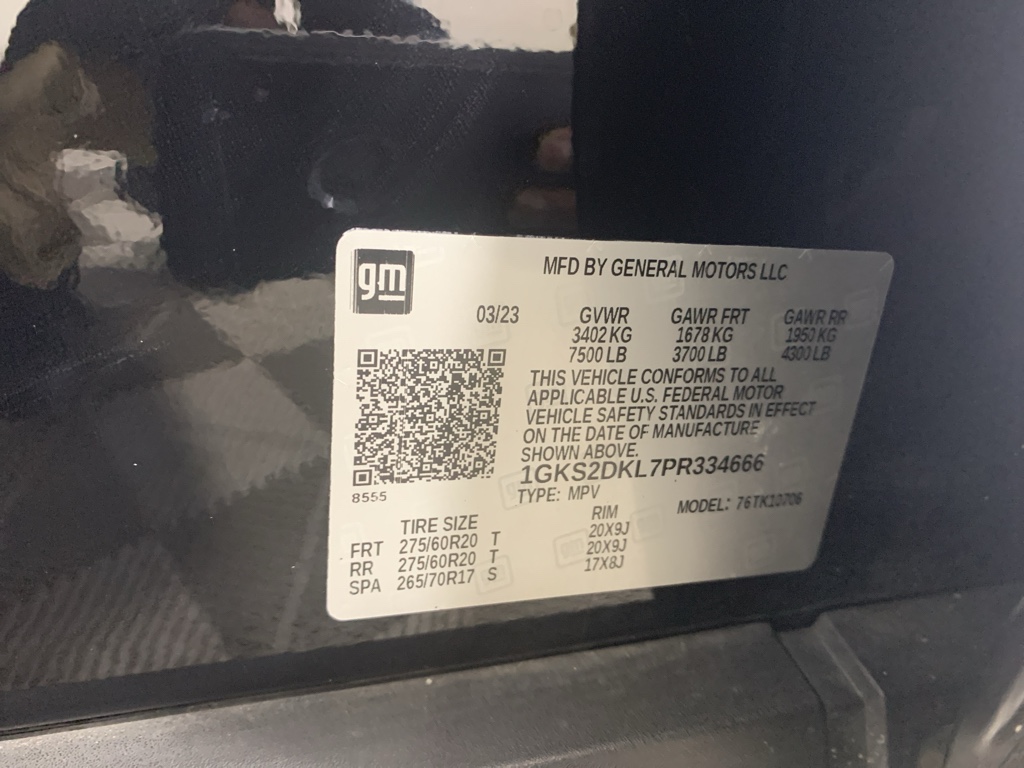 gm
MFD BY GENERAL MOTORS LLC
03/23 GVWR GAWR FRT GAWR RR
3402 KG 1678 KG 1950 KG
7500 LB 3700 LB 4300 LB
THIS VEHICLE CONFORMS TO ALL
APPLICABLE U.S. FEDERAL MOTOR
VEHICLE SAFETY STANDARDS IN EFFECT
ON THE DATE OF MANUFACTURE
SHOWN ABOVE.
1GKS2DKL7PR334666
8555
TYPE: MPV MODEL: 76TK10706
TIRE SIZE RIM
FRT 275/60R20 T 20X9J
RR 275/60R20 T 20X9J
SPA 265/70R17 S 17X8J